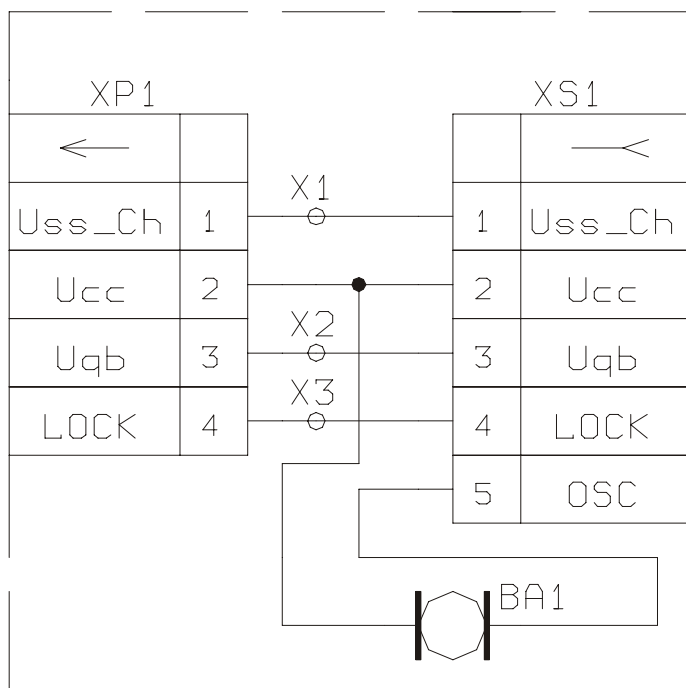 XP1 XS1
X1
Uss_Ch 1 1 Uss_Ch
Ucc 2 2 Ucc
X2
Uqb 3 3 Uqb
X3
LOCK 4 4 LOCK
5 OSC
BA1